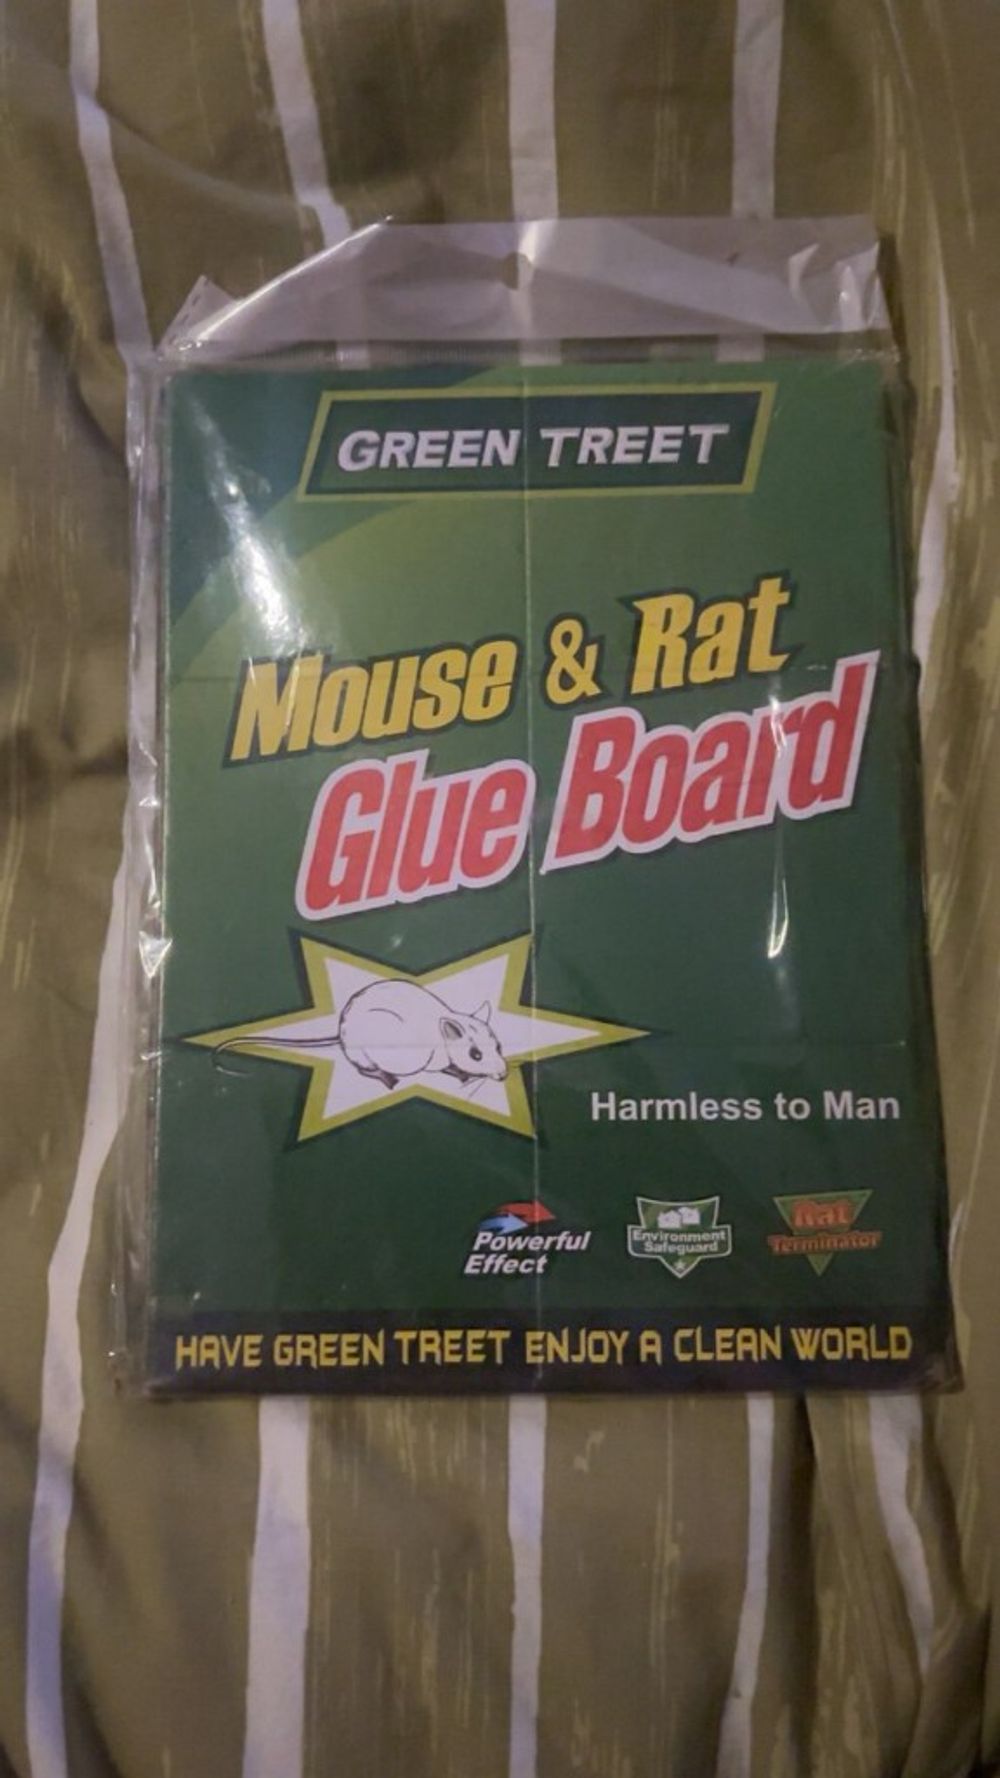 GREEN TREET
Mouse & Rat
Glue Board
Harmless to Man
Powerful
Effect
Environment
Safeguard
Rat
Terminator
HAVE GREEN TREET ENJOY A CLEAN WORLD